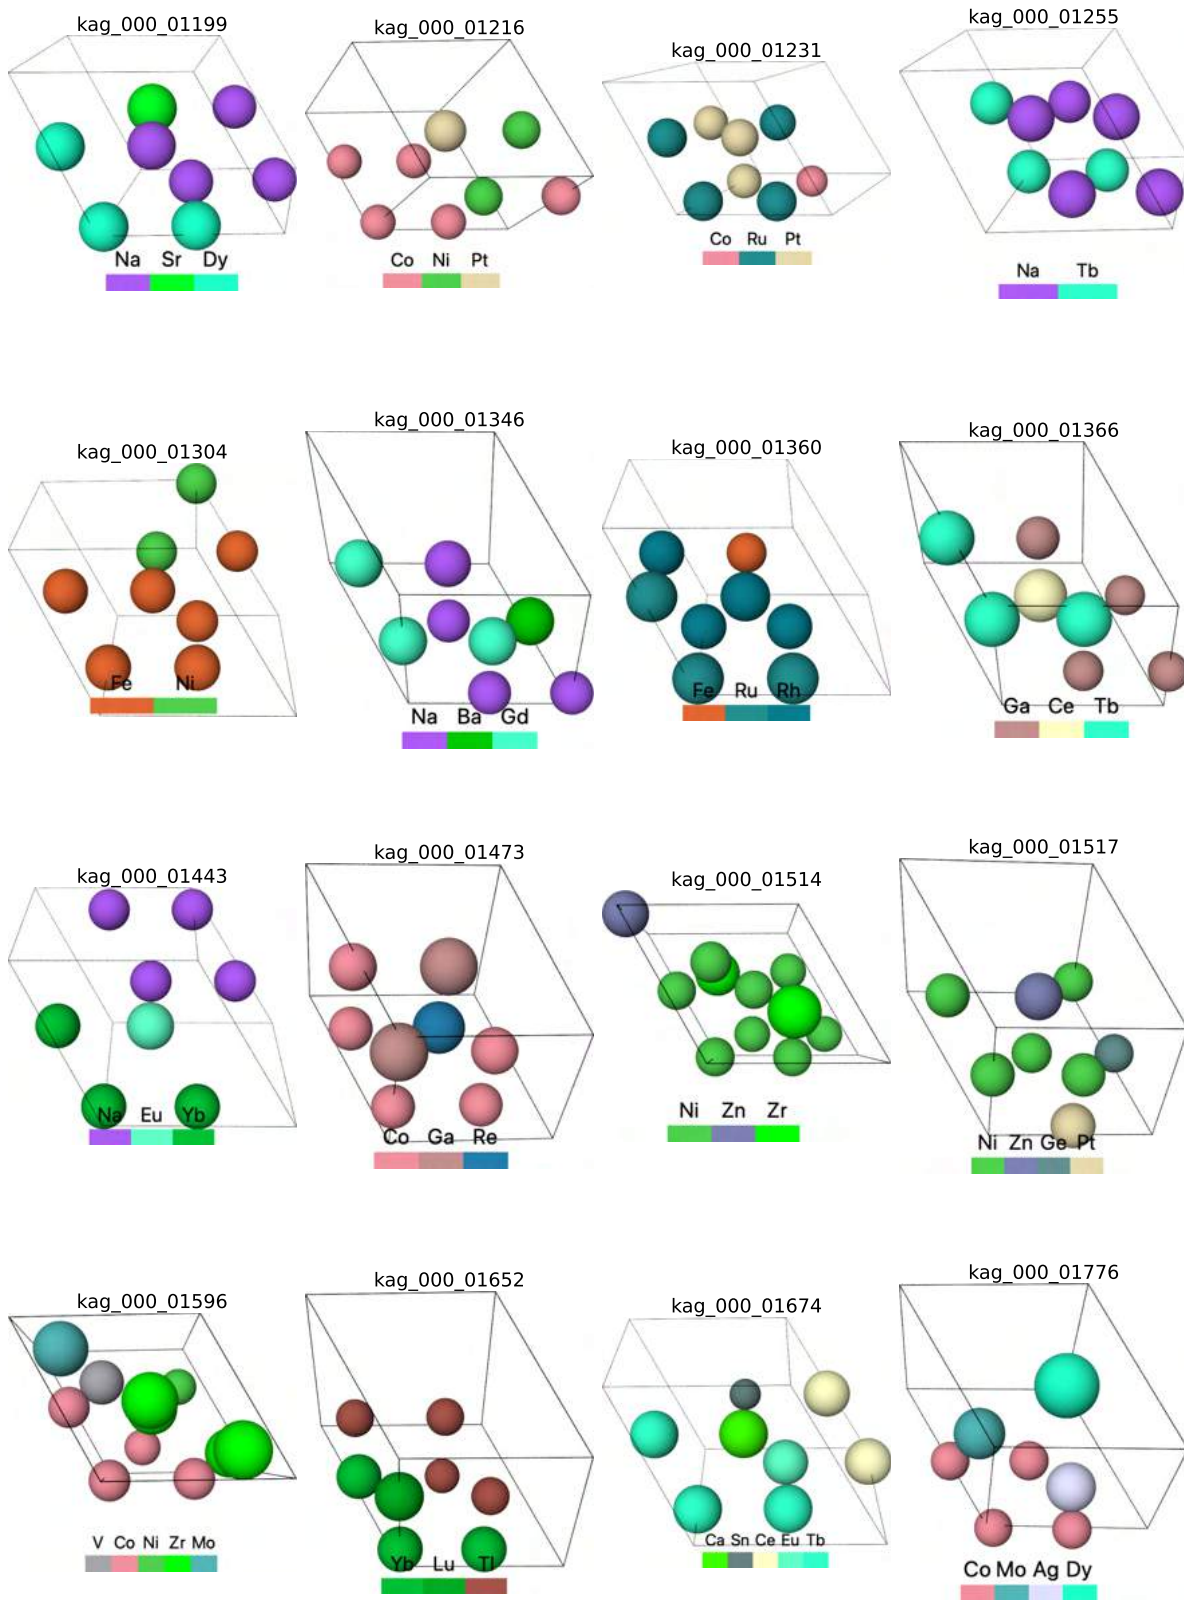 kag_000_01199
Na Sr Dy
kag_000_01216
Co Ni Pt
kag_000_01231
Co Ru Pt
kag_000_01255
Na Tb
kag_000_01304
Fe Ni
kag_000_01346
Na Ba Gd
kag_000_01360
Fe Ru Rh
kag_000_01366
Ga Ce Tb
kag_000_01443
Na Eu Yb
kag_000_01473
Co Ga Re
kag_000_01514
Ni Zn Zr
kag_000_01517
Ni Zn Ge Pt
kag_000_01596
V Co Ni Zr Mo
kag_000_01652
Yb Lu Tl
kag_000_01674
Ca Sn Ce Eu Tb
kag_000_01776
Co Mo Ag Dy